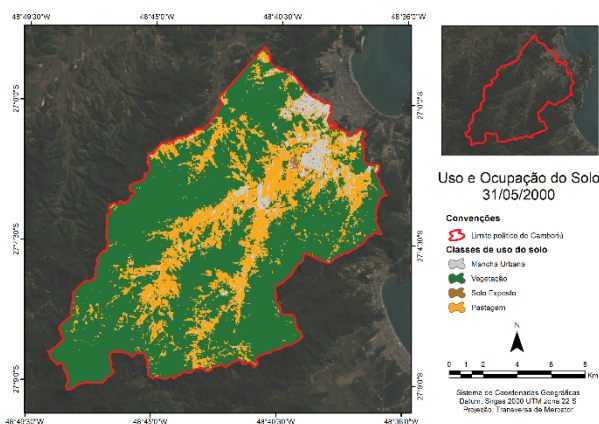 48°49'30"W 48°45'0"W 48°40'30"W 48°36'0"W
27°0'0"S
27°0'0"S
27°4'30"S
27°4'30"S
27°9'0"S
27°9'0"S
48°49'30"W 48°45'0"W 48°40'30"W 48°36'0"W
Uso e Ocupação do Solo
31/05/2000
Convenções
Limite político de Camboriú
Classes de uso do solo
Mancha Urbana
Vegetação
Solo Exposto
Pastagem
N
0 1 2 4 6 8
Km
Sistema de Coordenadas Geográficas
Datum: Sirgas 2000 UTM zona 22 S
Projeção: Transversa de Mercator